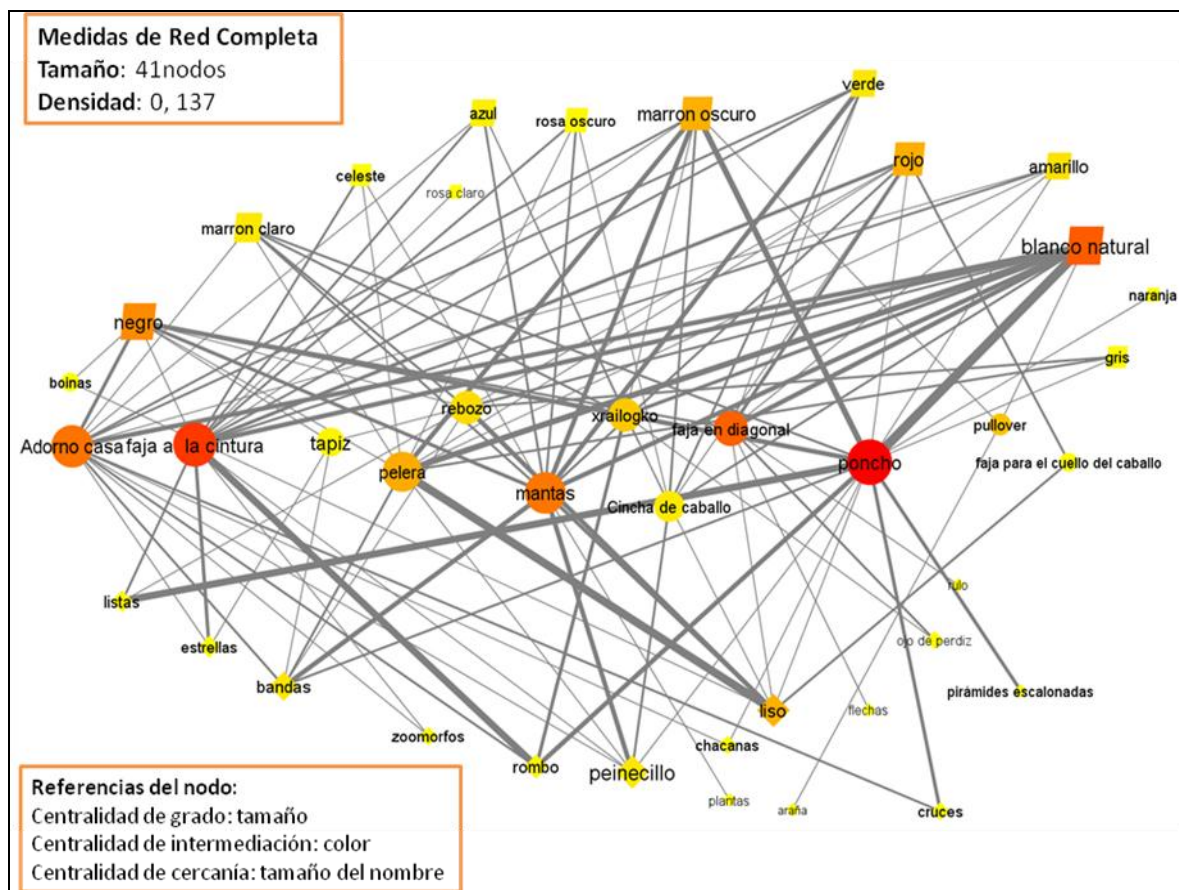 Medidas de Red Completa
Tamaño: 41nodos
Densidad: 0, 137
verde
azul
rosa oscuro
marron oscuro
rojo
amarillo
celeste
rosa claro
marron claro
blanco natural
naranja
negro
gris
boinas
rebozo
xrailogko
pullover
Adorno casa
faja a la cintura
tapiz
faja en diagonal
pelera
poncho
faja para el cuello del caballo
mantas
Cincha de caballo
rulo
listas
estrellas
ojo de perdiz
bandas
pirámides escalonadas
liso
flechas
zoomorfos
chacanas
rombo
peinecillo
plantas
araña
cruces
Referencias del nodo:
Centralidad de grado: tamaño
Centralidad de intermediación: color
Centralidad de cercanía: tamaño del nombre